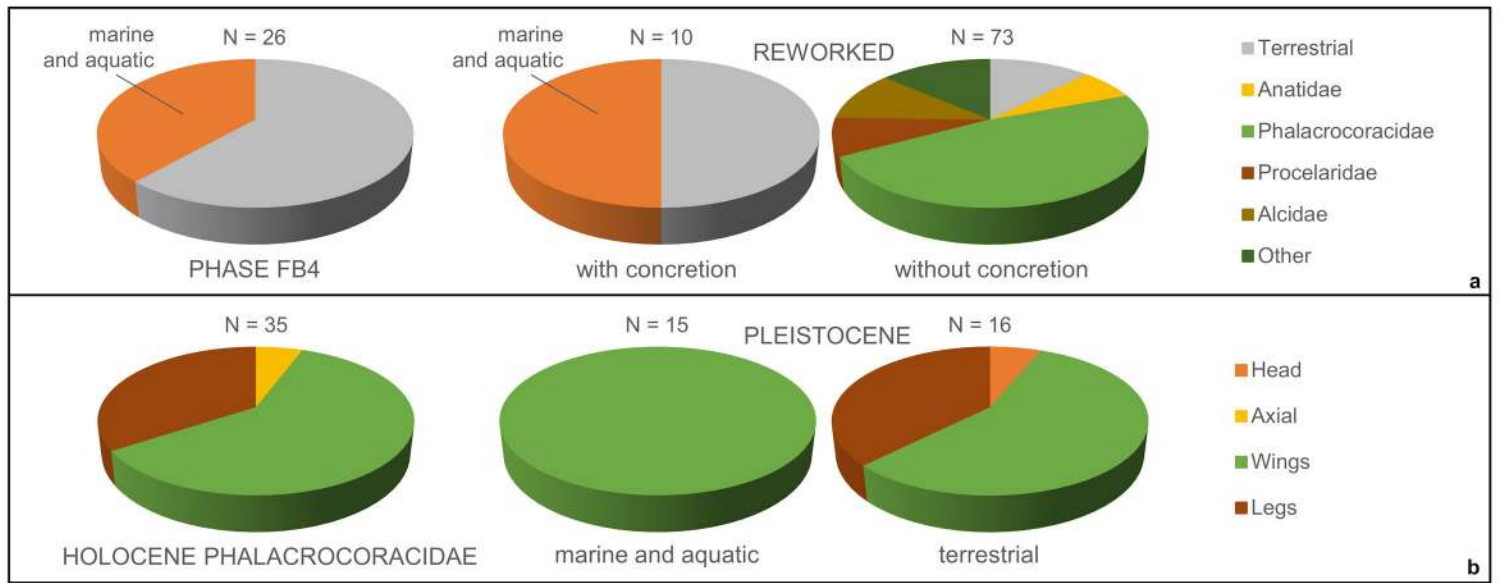 marine
and aquatic
N = 26
PHASE FB4
marine
and aquatic
N = 10
REWORKED
N = 73
with concretion
without concretion
Terrestrial
Anatidae
Phalacrocoracidae
Procelaridae
Alcidae
Other
a
N = 35
HOLOCENE PHALACROCORACIDAE
N = 15
PLEISTOCENE
N = 16
marine and aquatic
terrestrial
Head
Axial
Wings
Legs
b